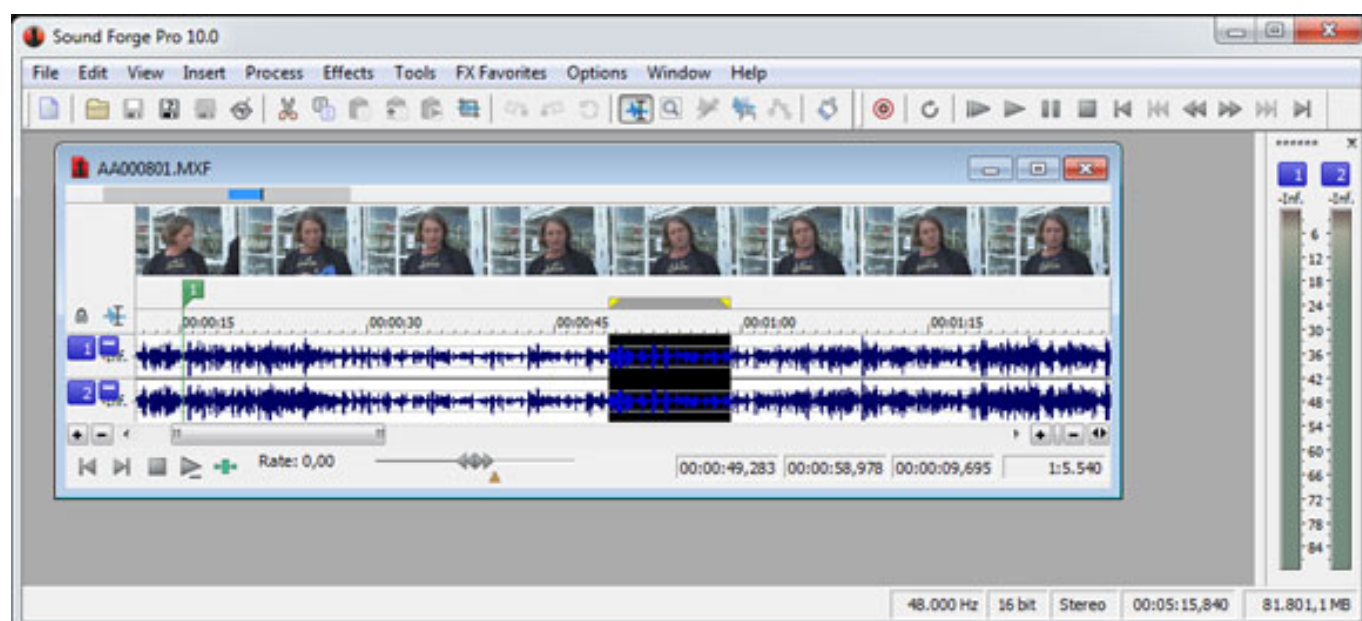 Sound Forge Pro 10.0
File Edit View Insert Process Effects Tools FX Favorites Options Window Help
AA000801.MXF
1 2
-Inf. -Inf.
1
00:00:15 00:00:30 00:00:45 00:01:00 00:01:15
1 -Inf.
2 -Inf.
Rate: 0,00
00:00:49,283 00:00:58,978 00:00:09,695 1:5.540
6
12
18
24
30
36
42
48
54
60
66
72
78
84
48.000 Hz 16 bit Stereo 00:05:15,840 81.801,1 MB